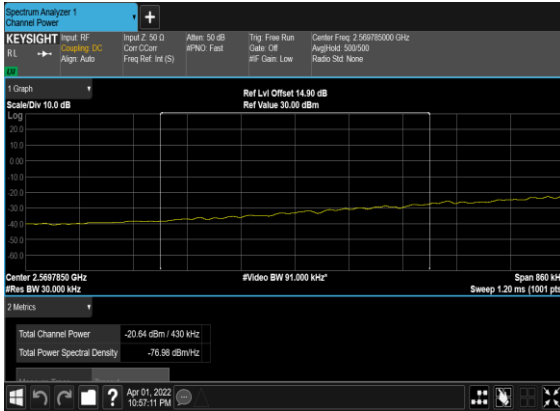 Spectrum Analyzer 1
Channel Power
+
KEYSIGHT Input: RF Input Z: 50 Ω Atten: 50 dB Trig: Free Run Center Freq: 2.569785000 GHz
RL Coupling: DC Corr CCorr #PNO: Fast Gate: Off Avg|Hold: 500/500
Align: Auto Freq Ref: Int (S) #IF Gain: Low Radio Std: None
1 Graph
Ref Lvl Offset 14.90 dB
Scale/Div 10.0 dB Ref Value 30.00 dBm
Log
20.0
10.0
0.00
-10.0
-20.0
-30.0
-40.0
-50.0
-60.0
Center 2.5697850 GHz #Video BW 91.000 kHz* Span 860 kH
#Res BW 30.000 kHz Sweep 1.20 ms (1001 pts
2 Metrics
Total Channel Power -20.64 dBm / 430 kHz
Total Power Spectral Density -76.98 dBm/Hz
? Apr 01, 2022
10:57:11 PM